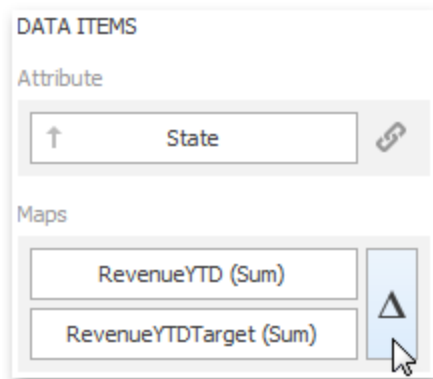 DATA ITEMS
Attribute
State
Maps
RevenueYTD (Sum)
Δ
RevenueYTDTarget (Sum)